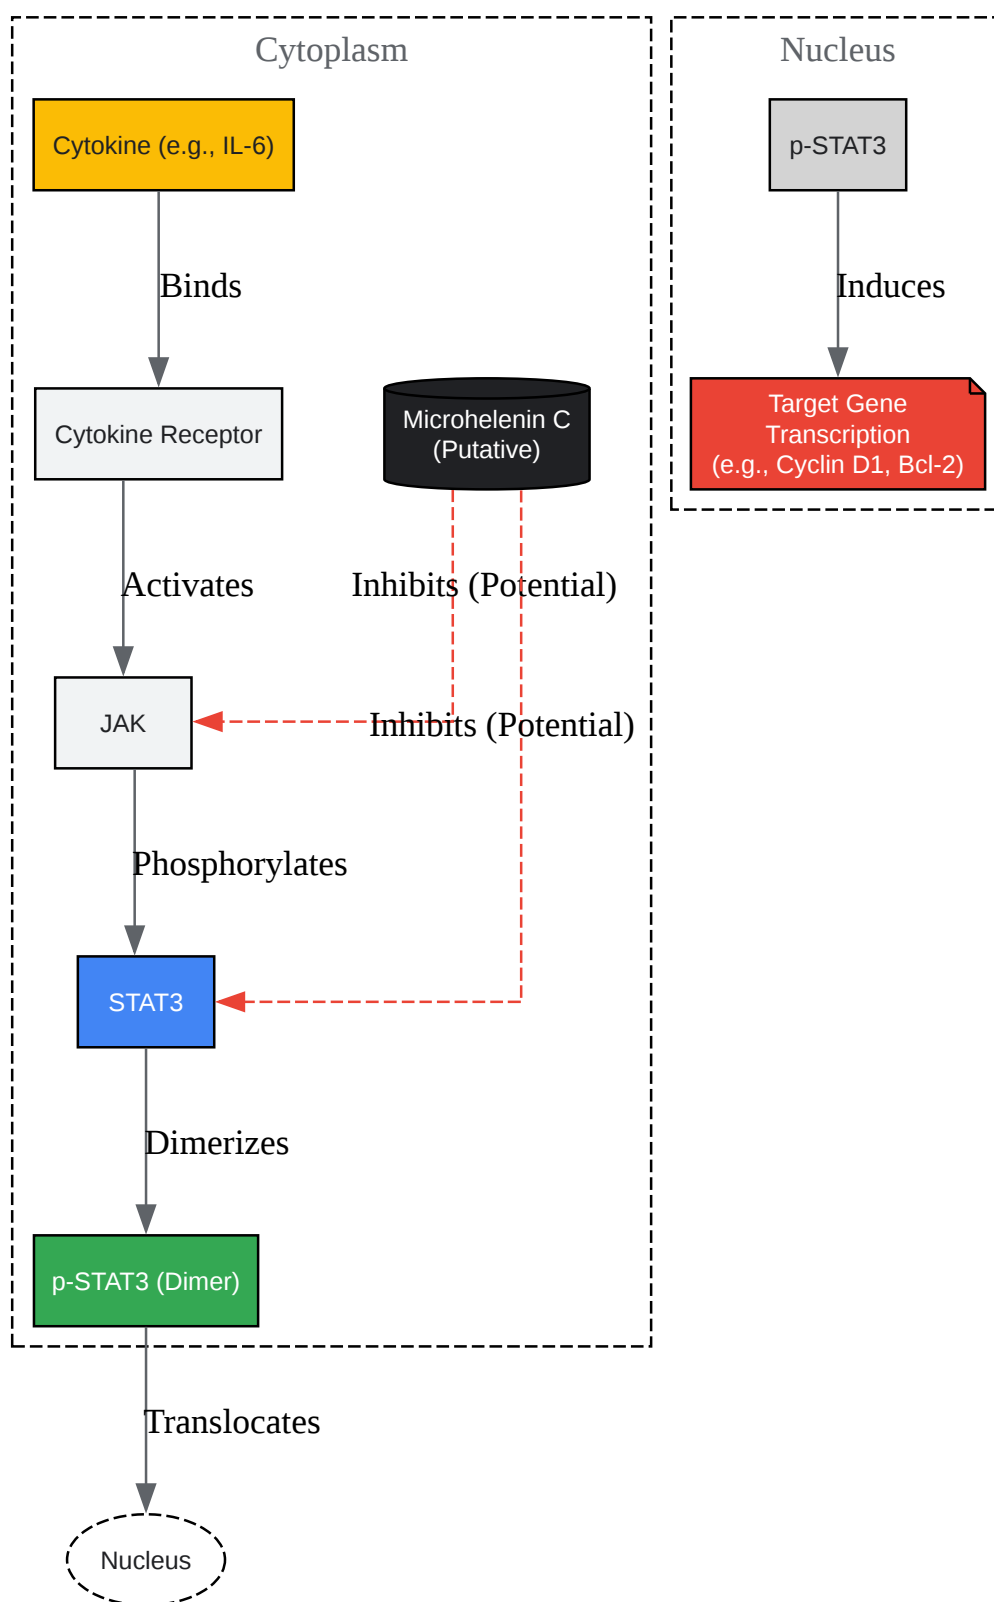 Cytoplasm
Cytokine (e.g., IL-6)
Binds
Cytokine Receptor
Microhelenin C
(Putative)
Activates
Inhibits (Potential)
JAK
Inhibits (Potential)
Phosphorylates
STAT3
Dimerizes
p-STAT3 (Dimer)
Translocates
Nucleus
Nucleus
p-STAT3
Induces
Target Gene
Transcription
(e.g., Cyclin D1, Bcl-2)